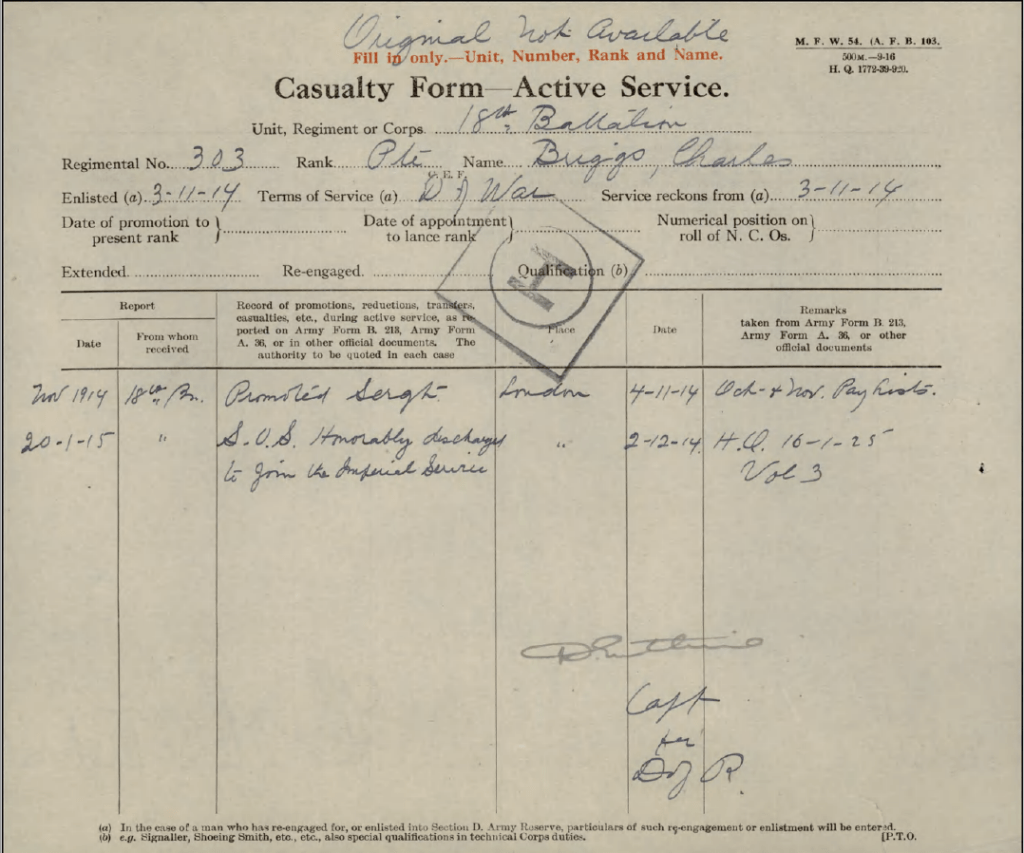 Original Not Available
Fill in only.—Unit, Number, Rank and Name.
M. F. W. 54. (A. F. B. 103.
500M.—9-16
H. Q. 1772-39-920.
Casualty Form—Active Service.
Unit, Regiment or Corps 18th Battalion
Regimental No. 303 Rank Pte Name Briggs, Charles
C. E. F.
Enlisted (a) 3-11-14 Terms of Service (a) D of War Service reckons from (a) 3-11-14
Date of promotion to present rank } Date of appointment to lance rank } Numerical position on roll of N. C. Os. }
Extended Re-engaged Qualification (b)
H
Report
Date
From whom received
Record of promotions, reductions, transfers, casualties, etc., during active service, as reported on Army Form B. 213, Army Form A. 36, or in other official documents. The authority to be quoted in each case
Place
Date
Remarks
taken from Army Form B. 213, Army Form A. 36, or other official documents
Nov 1914 18th Bn. Promoted Sergt. London 4-11-14 Oct. & Nov. Pay Lists.
20-1-15 " S.O.S. Honorably discharged " 2-12-14 H.Q. 16-1-25
to join the Imperial Service Vol 3
Capt
for
D of R
(a) In the case of a man who has re-engaged for, or enlisted into Section D. Army Reserve, particulars of such re-engagement or enlistment will be entered.
(b) e.g. Signaller, Shoeing Smith, etc., etc., also special qualifications in technical Corps duties. [P.T.O.